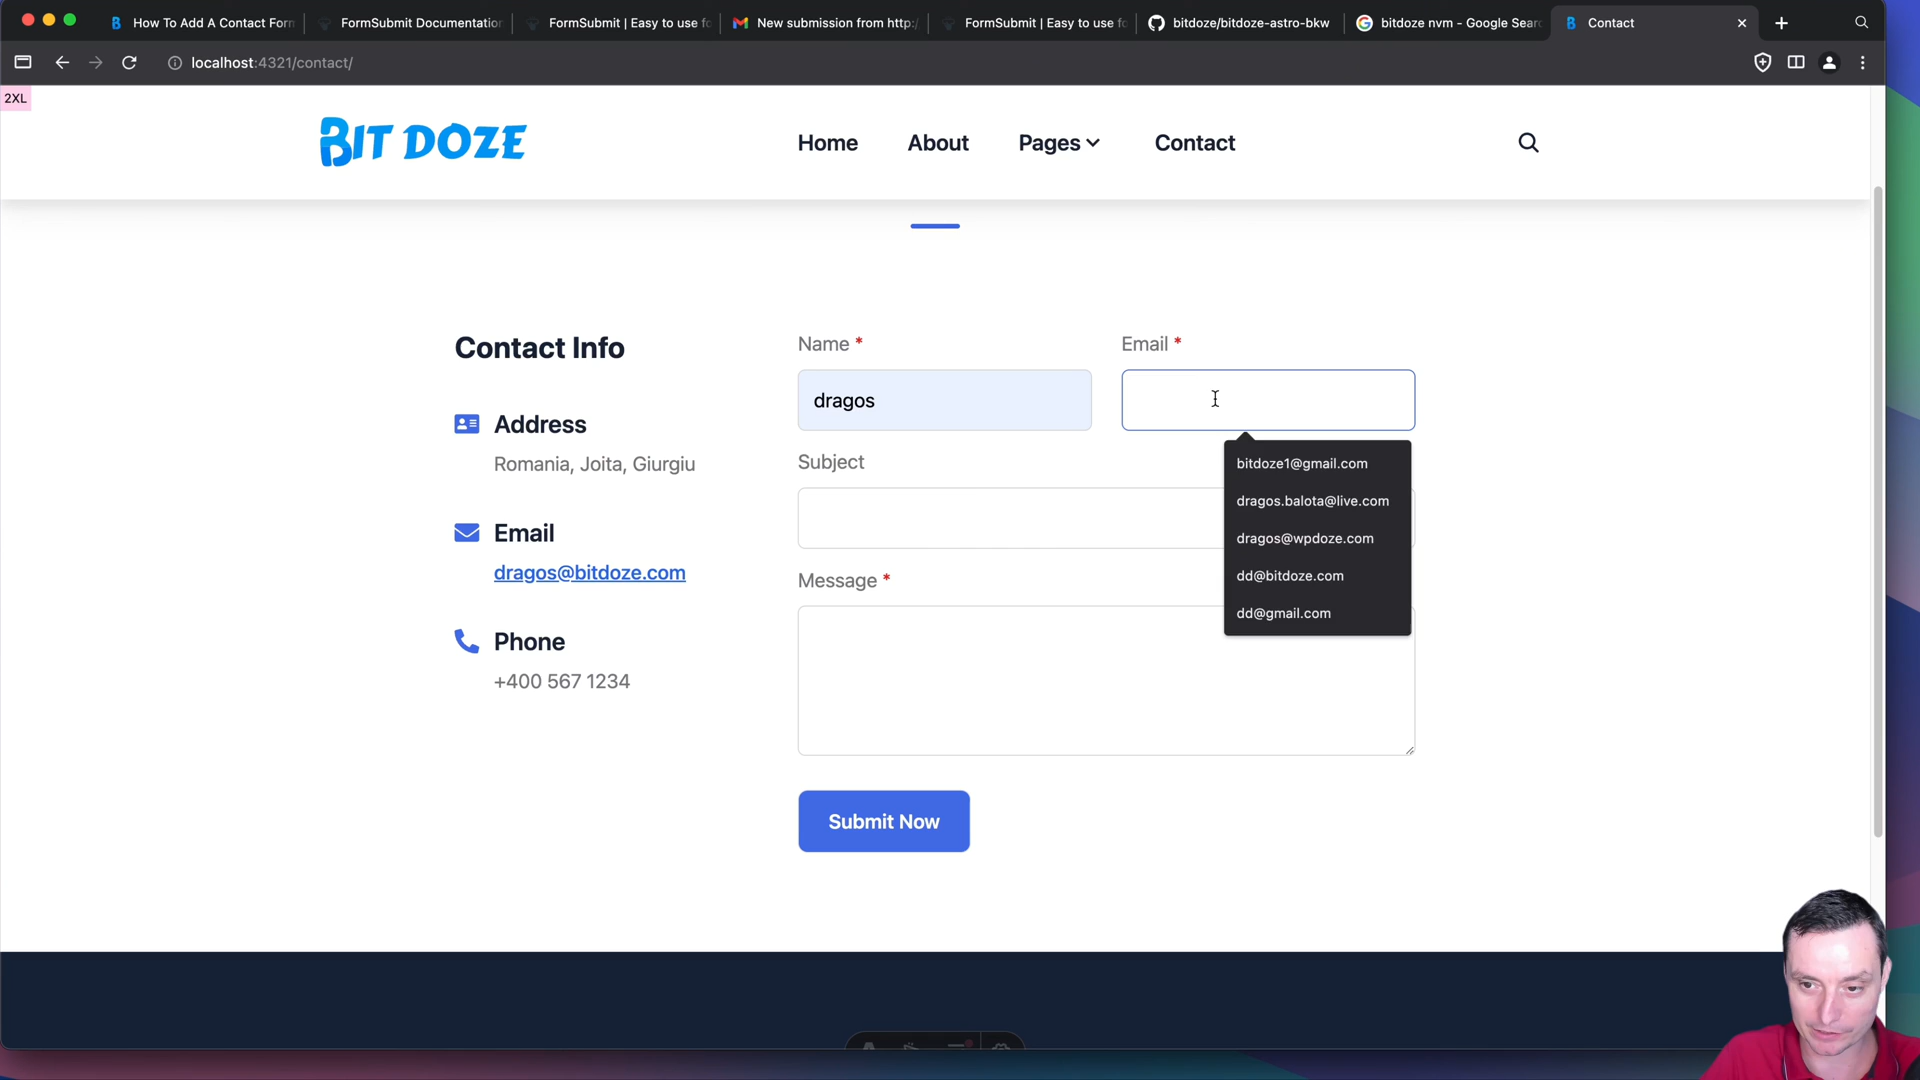 How To Add A Contact Form
FormSubmit Documentation
FormSubmit | Easy to use fo
New submission from http:/
FormSubmit | Easy to use fo
bitdoze/bitdoze-astro-bkw
bitdoze nvm - Google Sear
Contact
localhost:4321/contact/
2XL
BIT DOZE
Home
About
Pages
Contact
Contact Info
Name *
Email *
dragos
Address
Romania, Joita, Giurgiu
Subject
bitdoze1@gmail.com
dragos.balota@live.com
dragos@wpdoze.com
dd@bitdoze.com
dd@gmail.com
Email
dragos@bitdoze.com
Message *
Phone
+400 567 1234
Submit Now